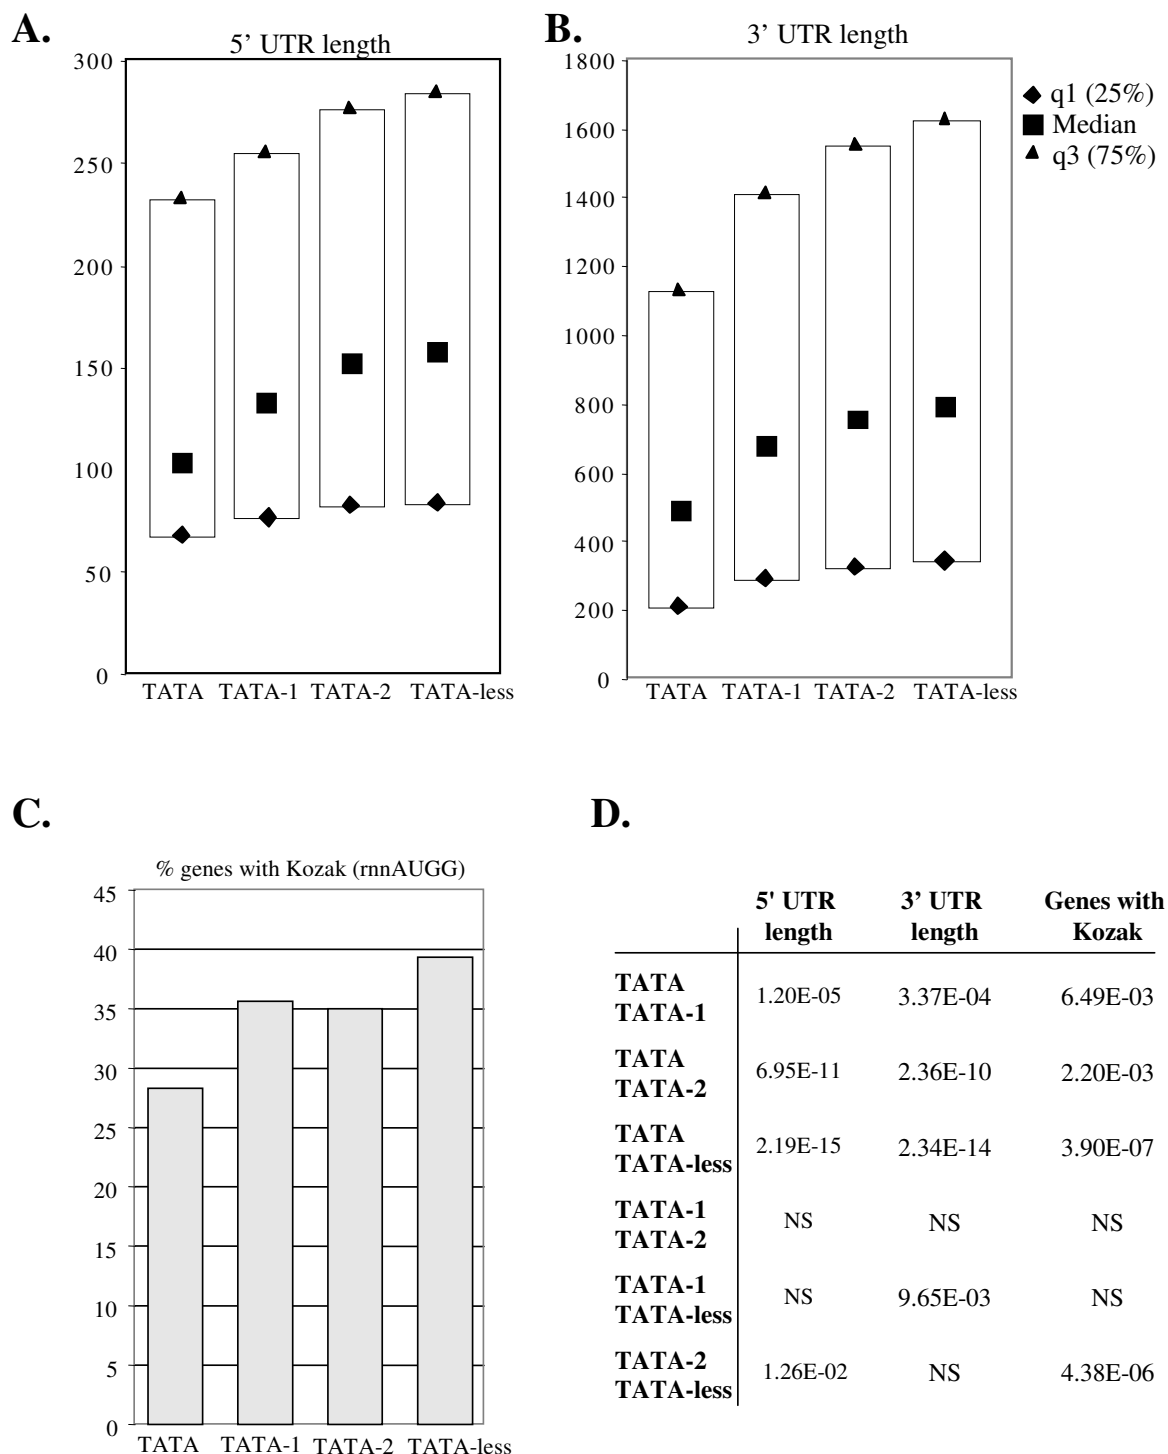 A.
5’ UTR length
300
250
200
150
100
50
0
TATA TATA-1 TATA-2 TATA-less
B.
3’ UTR length
1800
1600
1400
1200
1000
800
600
400
200
0
TATA TATA-1 TATA-2 TATA-less
q1 (25%)
Median
q3 (75%)
C.
% genes with Kozak (rnnAUGG)
45
40
35
30
25
20
15
10
5
0
TATA TATA-1 TATA-2 TATA-less
D.
5' UTR length 3’ UTR length Genes with Kozak
TATA
TATA-1 1.20E-05 3.37E-04 6.49E-03
TATA
TATA-2 6.95E-11 2.36E-10 2.20E-03
TATA
TATA-less 2.19E-15 2.34E-14 3.90E-07
TATA-1
TATA-2 NS NS NS
TATA-1
TATA-less NS 9.65E-03 NS
TATA-2
TATA-less 1.26E-02 NS 4.38E-06